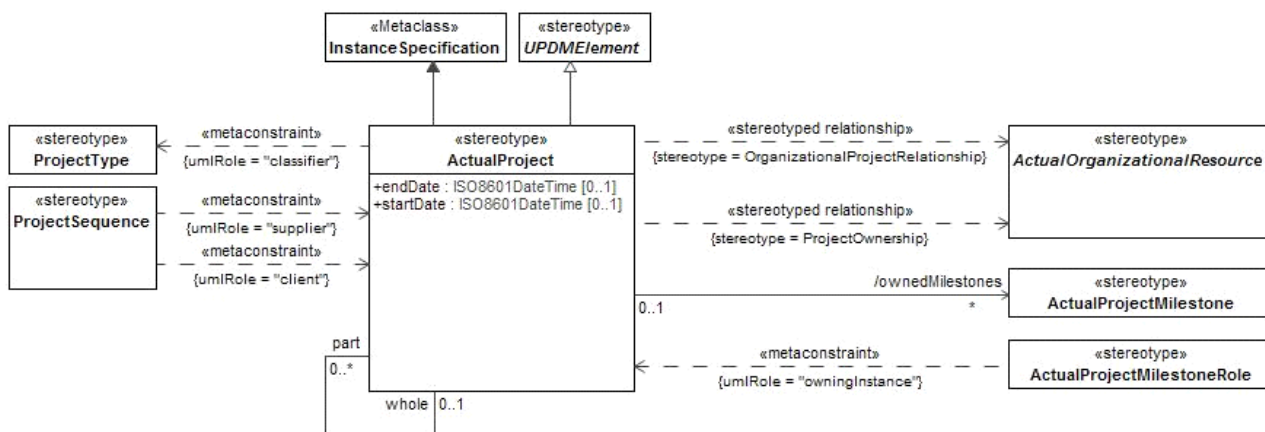 «Metaclass»
InstanceSpecification
«stereotype»
UPDMElement
«stereotype»
ProjectType
«metaconstraint»
{umlRole = "classifier"}
«stereotype»
ProjectSequence
«metaconstraint»
{umlRole = "supplier"}
«metaconstraint»
{umlRole = "client"}
«stereotype»
ActualProject
+endDate : ISO8601DateTime [0..1]
+startDate : ISO8601DateTime [0..1]
«stereotyped relationship»
{stereotype = OrganizationalProjectRelationship}
«stereotyped relationship»
{stereotype = ProjectOwnership}
«stereotype»
ActualOrganizationalResource
/ownedMilestones
0..1
*
«stereotype»
ActualProjectMilestone
«metaconstraint»
{umlRole = "owningInstance"}
«stereotype»
ActualProjectMilestoneRole
part
0..*
whole
0..1